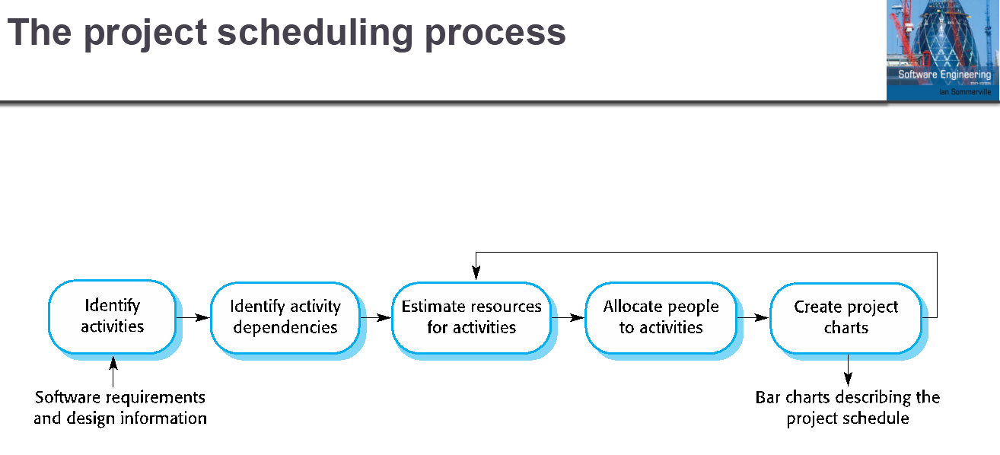 The project scheduling process
Software Engineering
Ian Sommerville
Identify
activities
Identify activity
dependencies
Estimate resources
for activities
Allocate people
to activities
Create project
charts
Software requirements
and design information
Bar charts describing the
project schedule